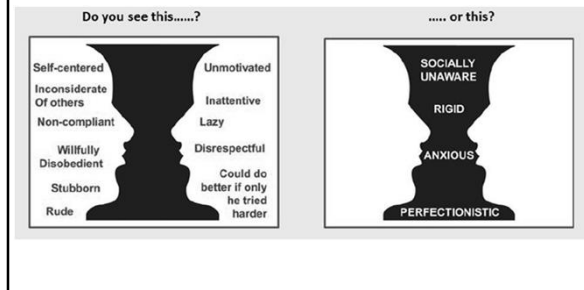 Do you see this......?
Self-centered
Inconsiderate
Of others
Non-compliant
Willfully
Disobedient
Stubborn
Rude
Unmotivated
Inattentive
Lazy
Disrespectful
Could do
better if only
he tried
harder
..... or this?
SOCIALLY
UNAWARE
RIGID
ANXIOUS
PERFECTIONISTIC